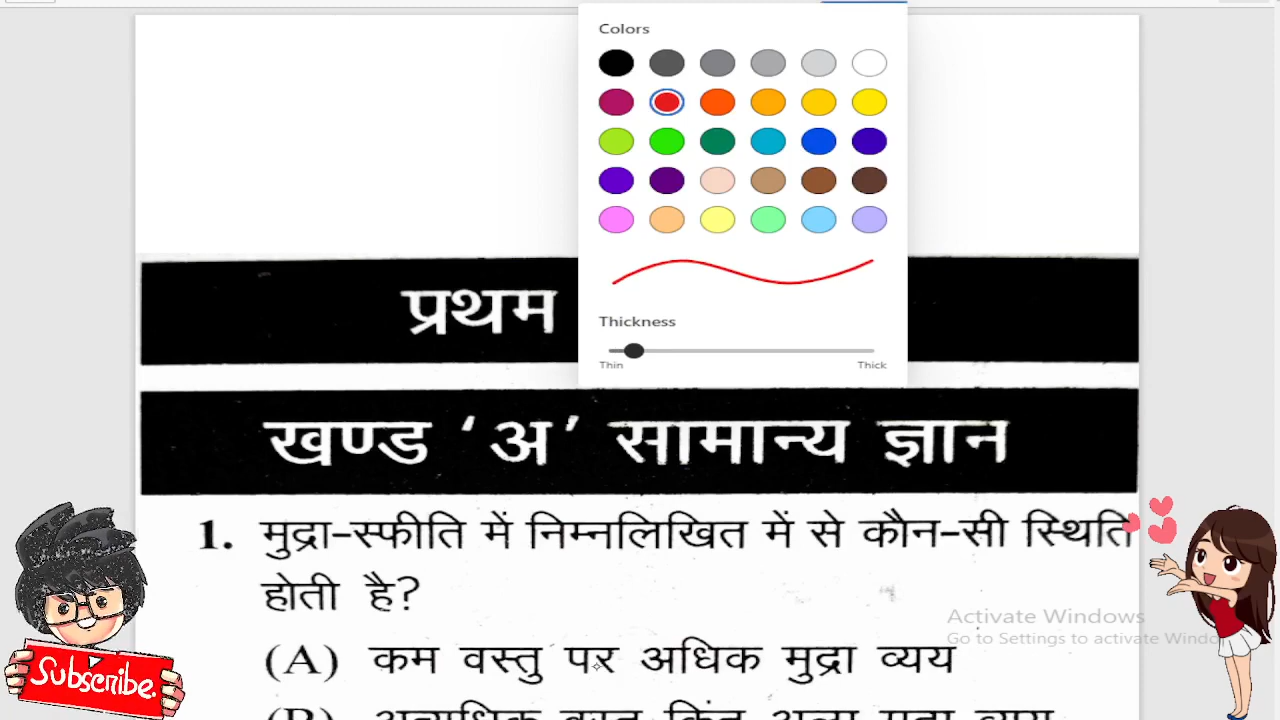 Colors
Thickness
Thin Thick
प्रथम
खण्ड ‘अ’ सामान्य ज्ञान
1. मुद्रा-स्फीति में निम्नलिखित में से कौन-सी स्थिति
होती है?
Activate Windows
Go to Settings to activate Windo
(A) कम वस्तु पर अधिक मुद्रा व्यय
Subscribe.